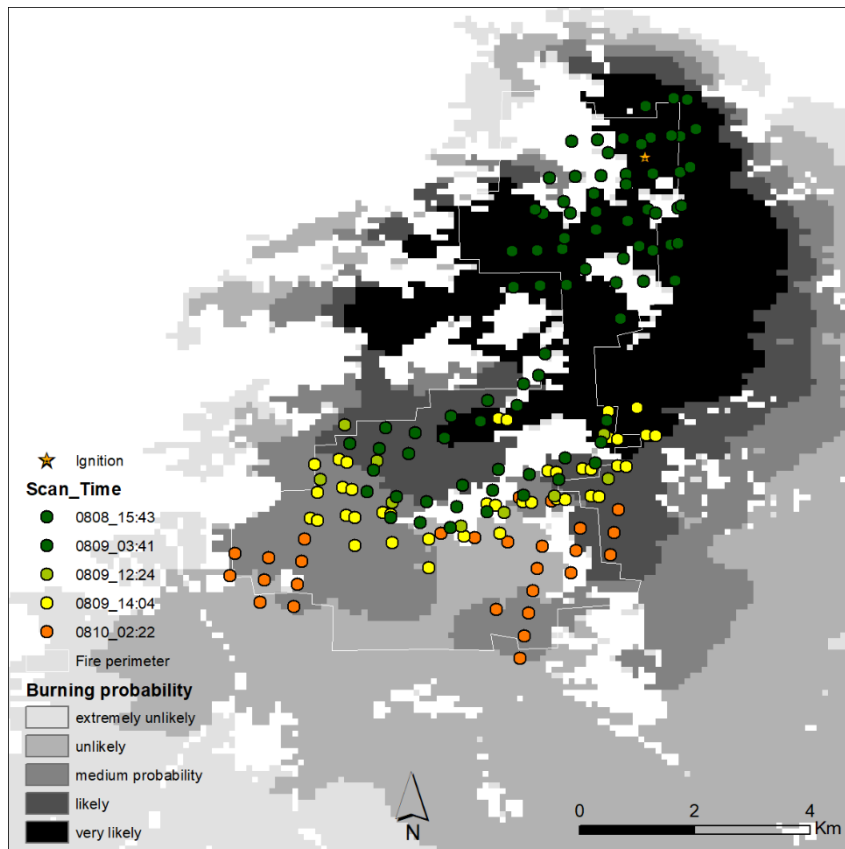 Ignition
Scan_Time
0808_15:43
0809_03:41
0809_12:24
0809_14:04
0810_02:22
Fire perimeter
Burning probability
extremely unlikely
unlikely
medium probability
likely
very likely
N
0 2 4
Km